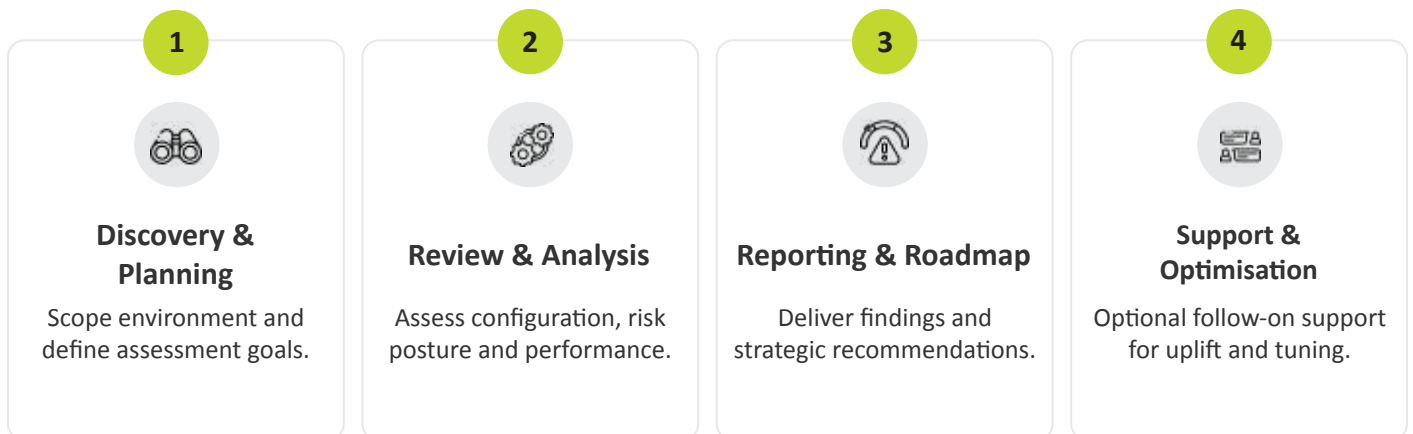 1
Discovery &
Planning
Scope environment and
define assessment goals.
2
Review & Analysis
Assess configuration, risk
posture and performance.
3
Reporting & Roadmap
Deliver findings and
strategic recommendations.
4
Support &
Optimisation
Optional follow-on support
for uplift and tuning.